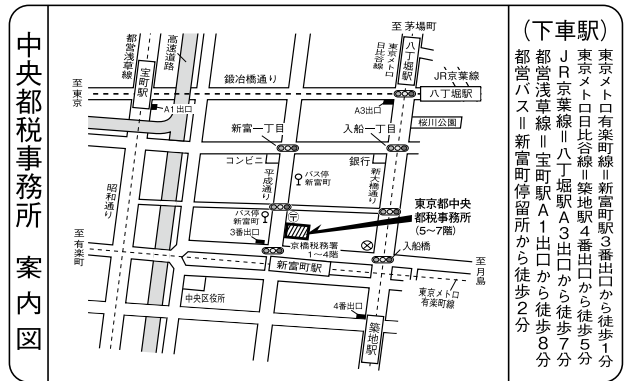 中央都税事務所　案内図
至 茅場町
東京メトロ
日比谷線
八丁堀駅
JR京葉線
八丁堀駅
高速道路
都営浅草線
宝町駅
鍛冶橋通り
至東京
A1出口
A3出口
桜川公園
新富一丁目
入船一丁目
コンビニ
平成通り
バス停
新富町
銀行
新大橋通り
昭和通り
東京都中央
都税事務所
(5～7階)
バス停
新富町
〒
3番出口
京橋税務署
1～4階
入船橋
至有楽町
新富町駅
至月島
東京メトロ
有楽町線
中央区役所
4番出口
築地駅
(下車駅)
東京メトロ有楽町線＝新富町駅3番出口から徒歩1分
東京メトロ日比谷線＝築地駅4番出口から徒歩5分
JR京葉線＝八丁堀駅A3出口から徒歩7分
都営浅草線＝宝町駅A1出口から徒歩8分
都営バス＝新富町停留所から徒歩2分